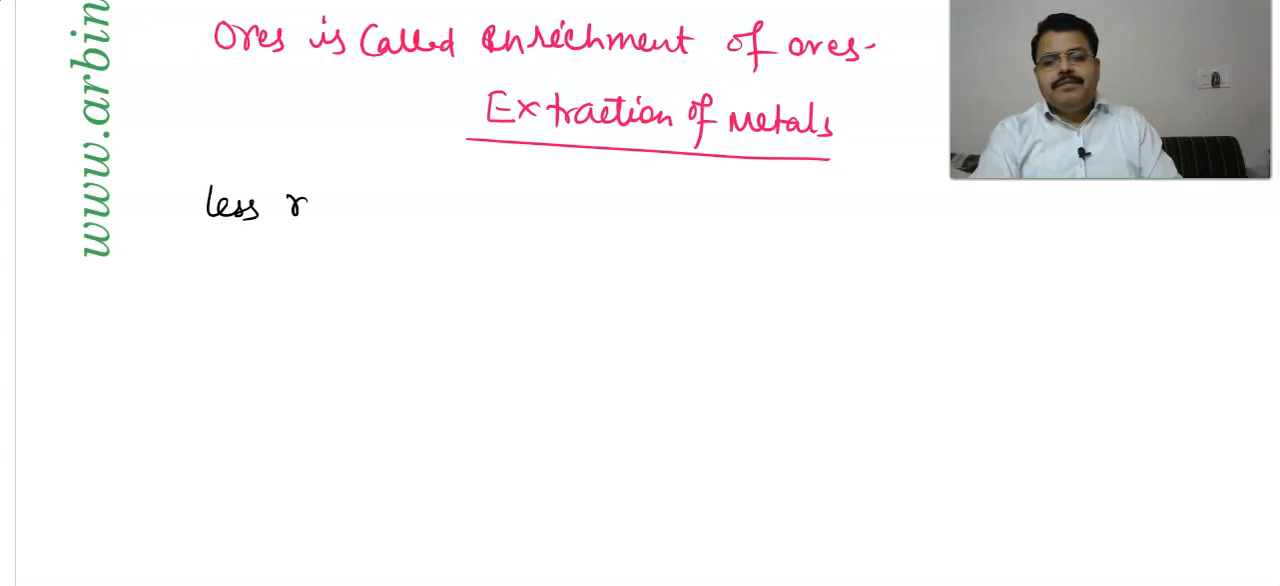 www.arbin
Ores is Called Enrichment of ores.
Extraction of Metals
less r